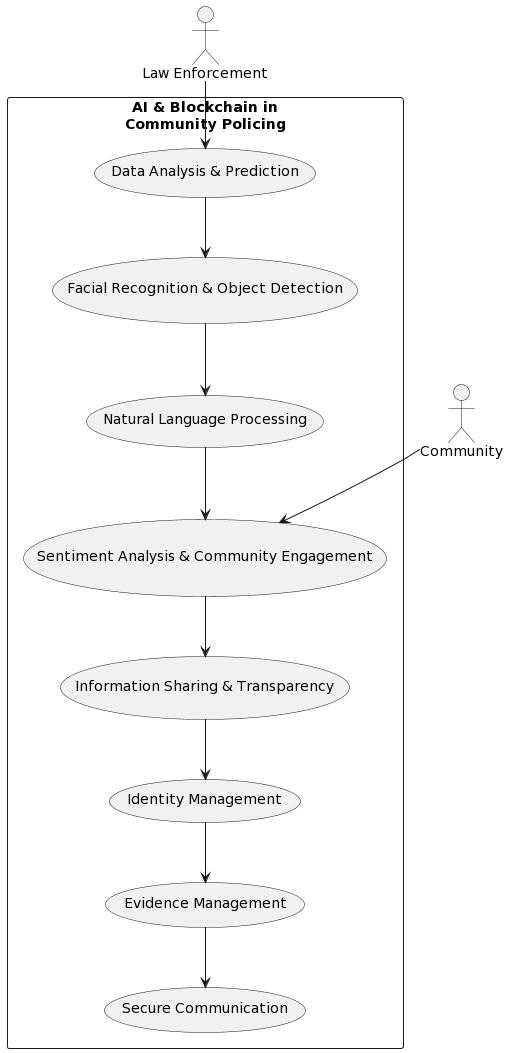 Law Enforcement
AI & Blockchain in
Community Policing
Data Analysis & Prediction
Facial Recognition & Object Detection
Natural Language Processing
Community
Sentiment Analysis & Community Engagement
Information Sharing & Transparency
Identity Management
Evidence Management
Secure Communication